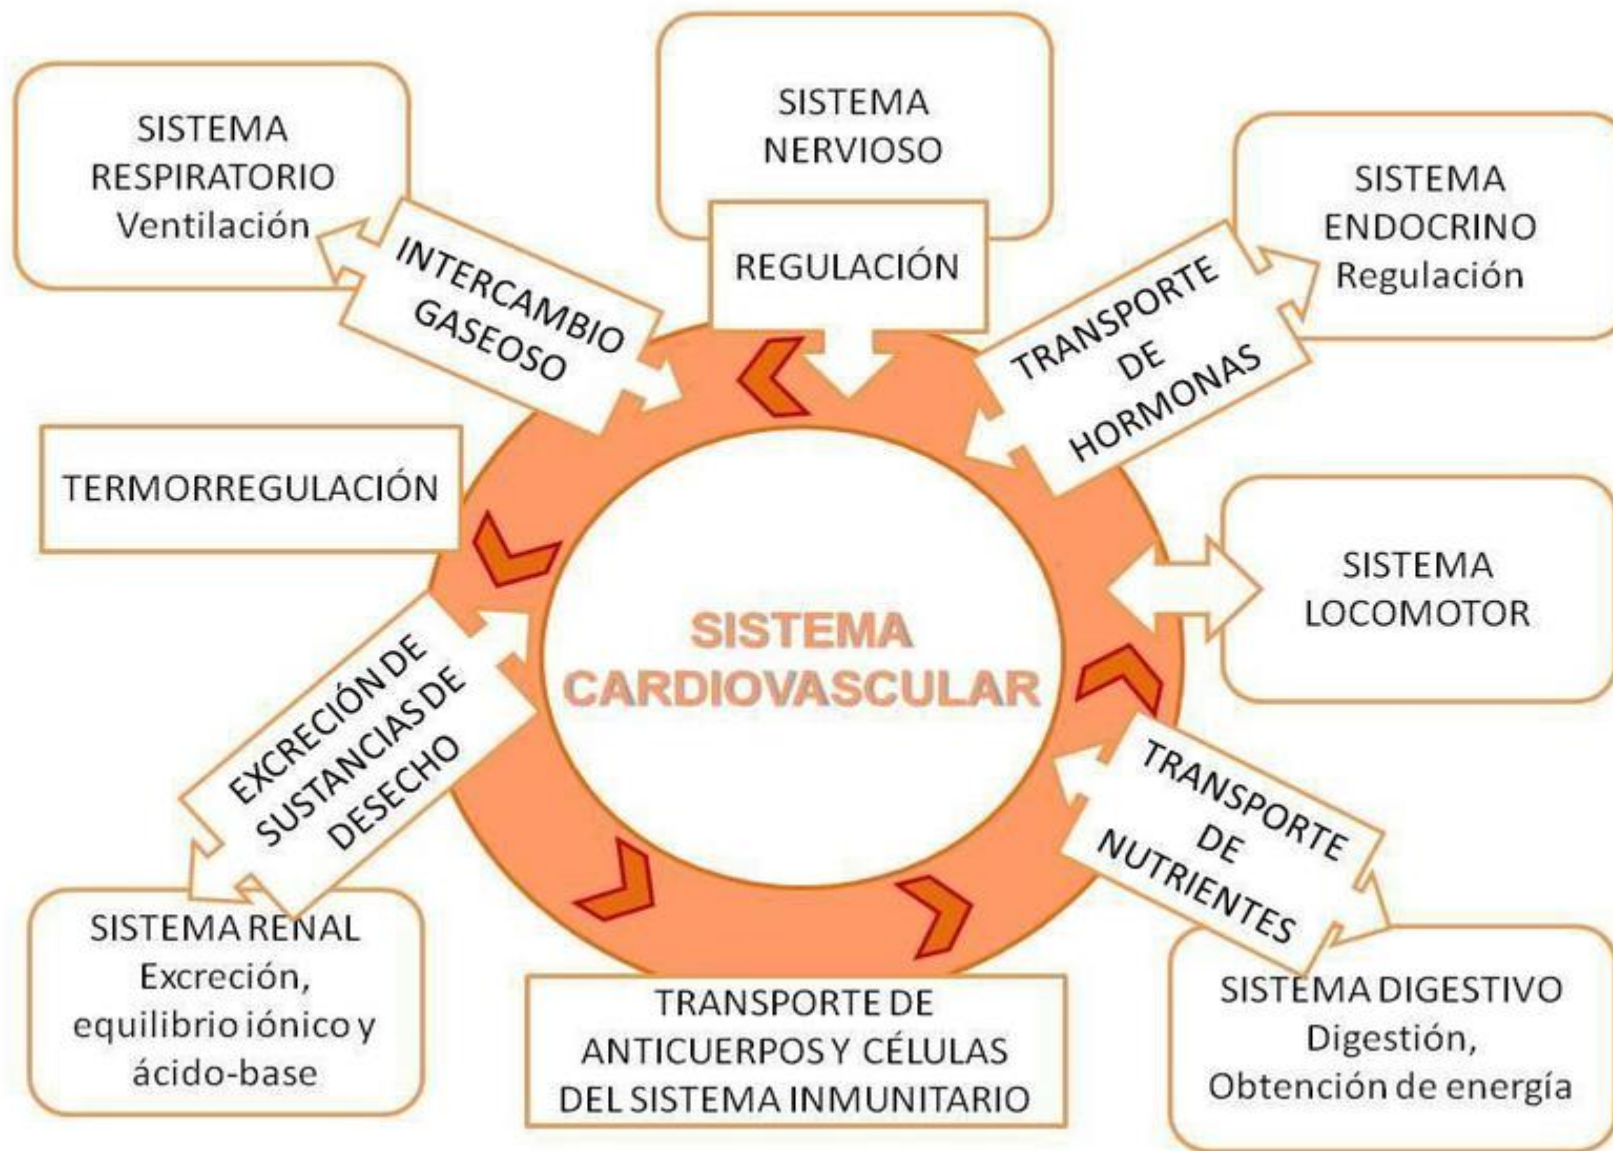 SISTEMA
NERVIOSO
REGULACIÓN
SISTEMA
RESPIRATORIO
Ventilación
INTERCAMBIO
GASEOSO
SISTEMA
ENDOCRINO
Regulación
TRANSPORTE
DE
HORMONAS
TERMORREGULACIÓN
SISTEMA
LOCOMOTOR
SISTEMA
CARDIOVASCULAR
EXCRECIÓN DE
SUSTANCIAS DE
DESECHO
TRANSPORTE
DE
NUTRIENTES
SISTEMA RENAL
Excreción,
equilibrio iónico y
ácido-base
TRANSPORTE DE
ANTICUERPOS Y CÉLULAS
DEL SISTEMA INMUNITARIO
SISTEMA DIGESTIVO
Digestión,
Obtención de energía